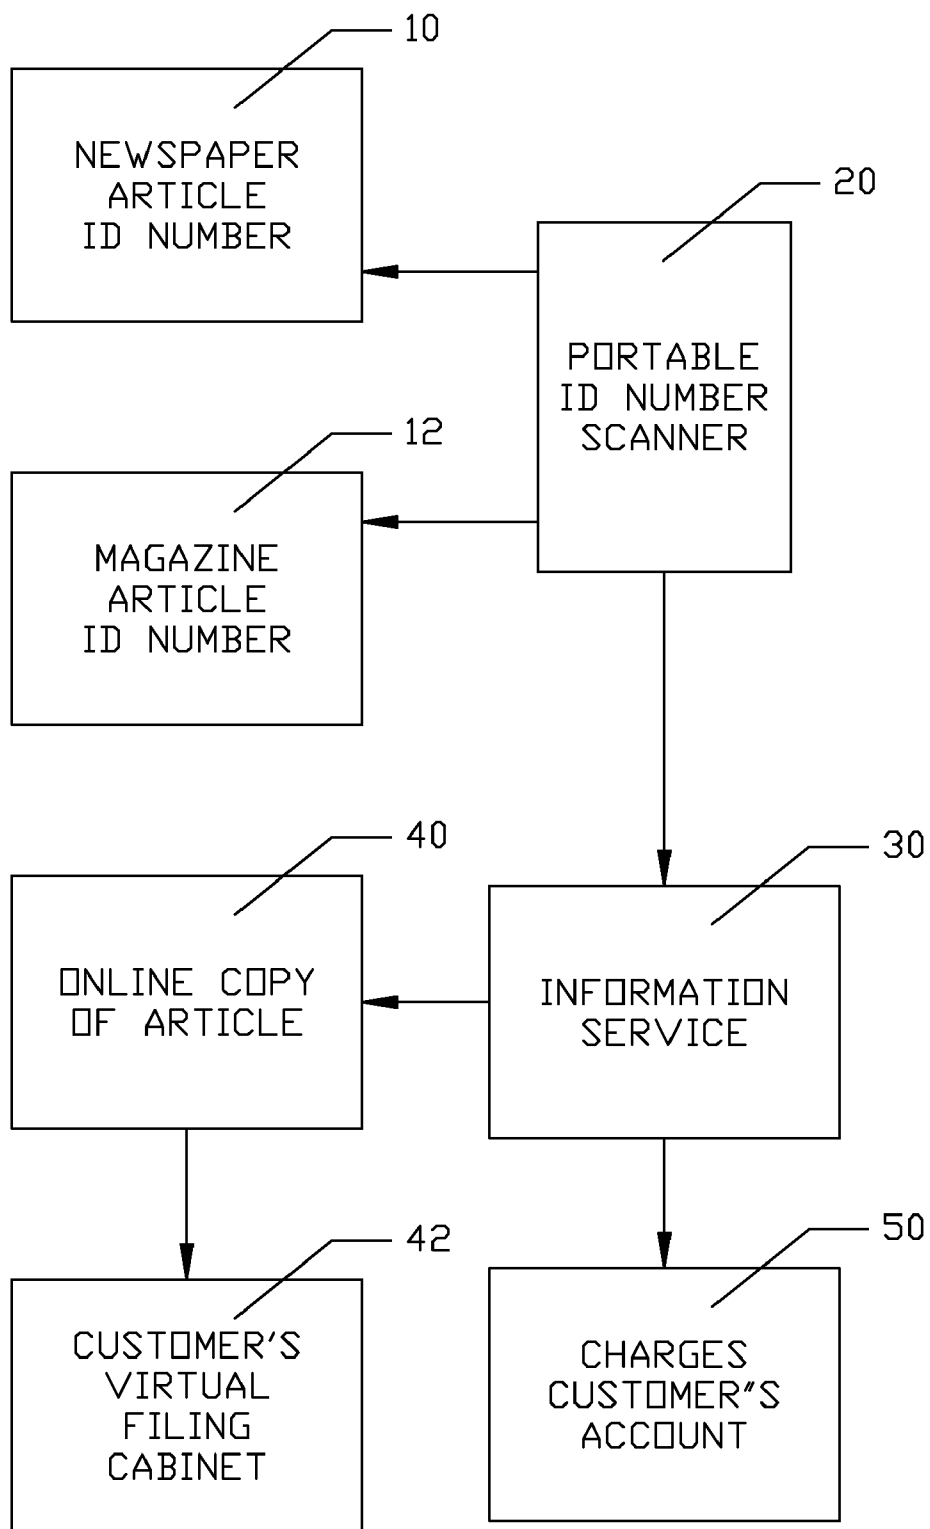 10
NEWSPAPER
ARTICLE
ID NUMBER
20
PORTABLE
ID NUMBER
SCANNER
12
MAGAZINE
ARTICLE
ID NUMBER
40
ONLINE COPY
OF ARTICLE
30
INFORMATION
SERVICE
42
CUSTOMER'S
VIRTUAL
FILING
CABINET
50
CHARGES
CUSTOMER"S
ACCOUNT